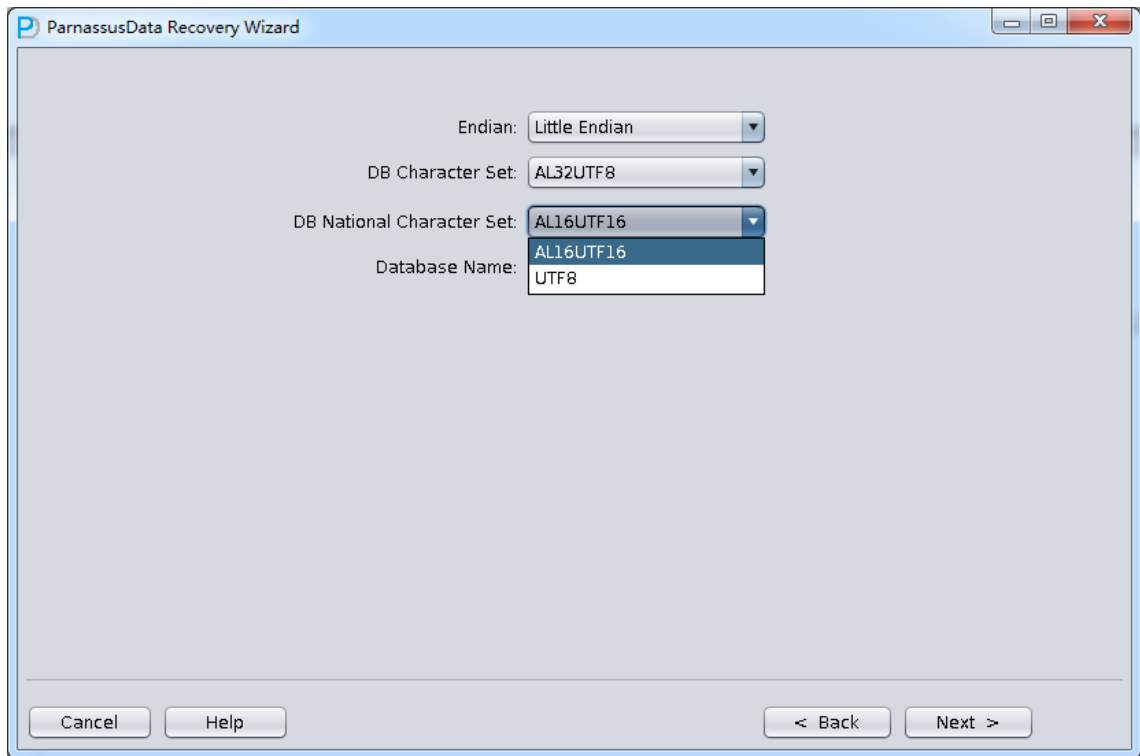 ParnassusData Recovery Wizard
Endian: Little Endian
DB Character Set: AL32UTF8
DB National Character Set: AL16UTF16
AL16UTF16
Database Name:
UTF8
Cancel Help < Back Next >